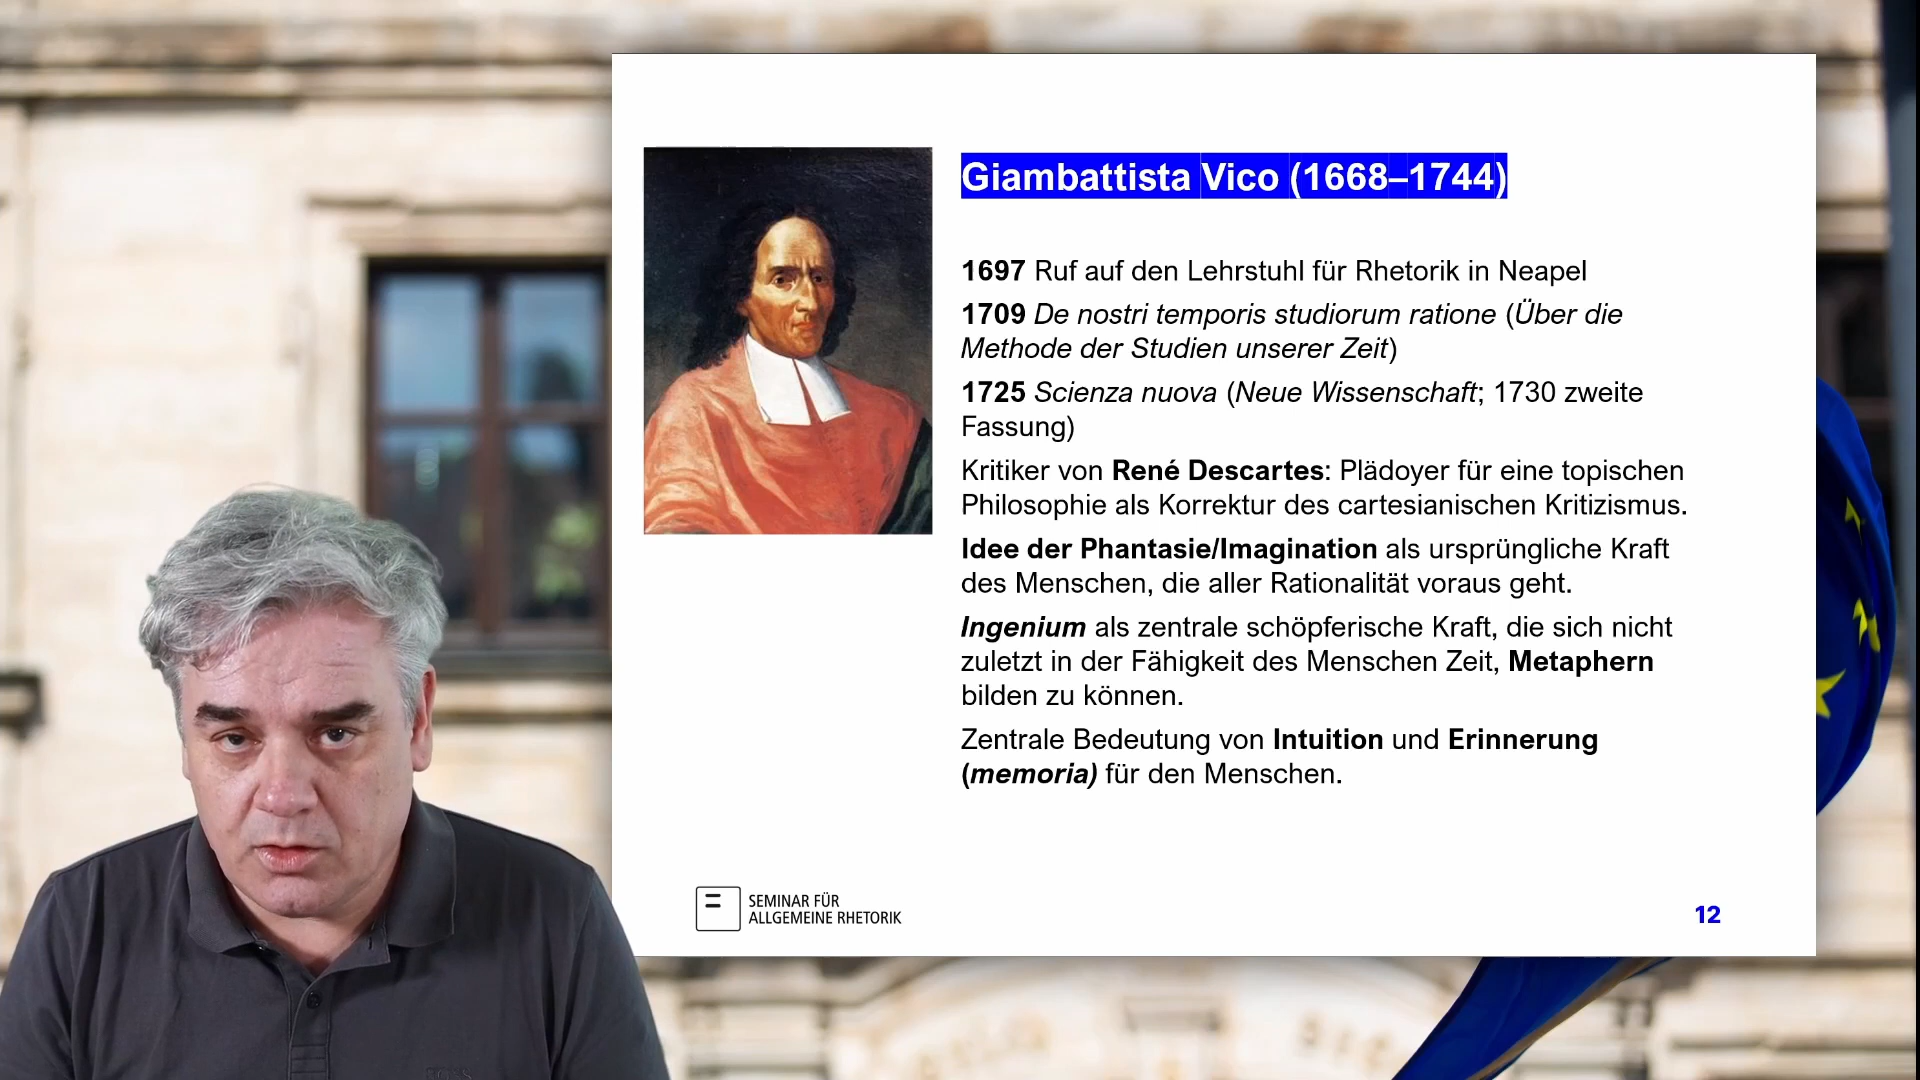 Giambattista Vico (1668–1744)
1697 Ruf auf den Lehrstuhl für Rhetorik in Neapel
1709 De nostri temporis studiorum ratione (Über die
Methode der Studien unserer Zeit)
1725 Scienza nuova (Neue Wissenschaft; 1730 zweite
Fassung)
Kritiker von René Descartes: Plädoyer für eine topischen
Philosophie als Korrektur des cartesianischen Kritizismus.
Idee der Phantasie/Imagination als ursprüngliche Kraft
des Menschen, die aller Rationalität voraus geht.
Ingenium als zentrale schöpferische Kraft, die sich nicht
zuletzt in der Fähigkeit des Menschen Zeit, Metaphern
bilden zu können.
Zentrale Bedeutung von Intuition und Erinnerung
(memoria) für den Menschen.
SEMINAR FÜR
ALLGEMEINE RHETORIK
12